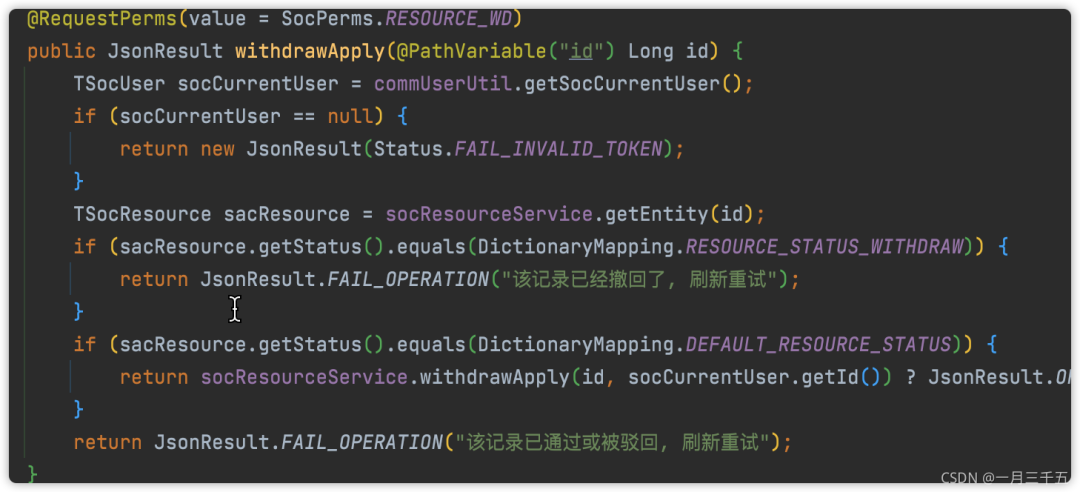 @RequestPerms(value = SocPerms.RESOURCE_WD)
public JsonResult withdrawApply(@PathVariable("id") Long id) {
    TSocUser socCurrentUser = commUserUtil.getSocCurrentUser();
    if (socCurrentUser == null) {
        return new JsonResult(Status.FAIL_INVALID_TOKEN);
    }
    TSocResource sacResource = socResourceService.getEntity(id);
    if (sacResource.getStatus().equals(DictionaryMapping.RESOURCE_STATUS_WITHDRAW)) {
        return JsonResult.FAIL_OPERATION("该记录已经撤回了, 刷新重试");
    }
    if (sacResource.getStatus().equals(DictionaryMapping.DEFAULT_RESOURCE_STATUS)) {
        return socResourceService.withdrawApply(id, socCurrentUser.getId()) ? JsonResult.
    }
    return JsonResult.FAIL_OPERATION("该记录已通过或被驳回, 刷新重试");
}
CSDN @一月三千五